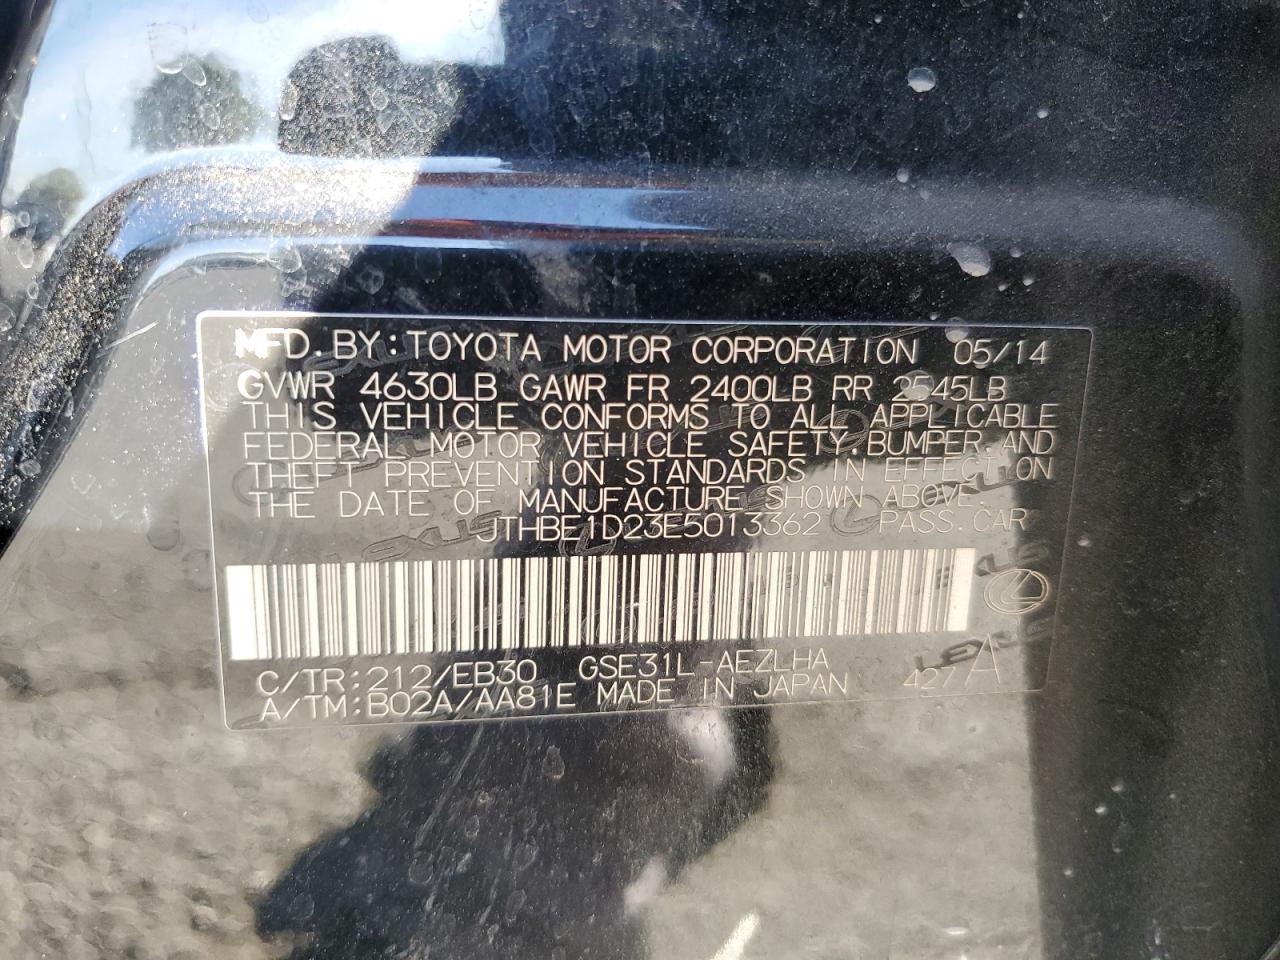 MFD. BY: TOYOTA MOTOR CORPORATION 05/14
GVWR 4630LB GAWR FR 2400LB RR 2545LB
THIS VEHICLE CONFORMS TO ALL APPLICABLE
FEDERAL MOTOR VEHICLE SAFETY, BUMPER, AND
THEFT PREVENTION STANDARDS IN EFFECT ON
THE DATE OF MANUFACTURE SHOWN ABOVE.
JTHBE1D23E5013362 PASS. CAR
C/TR: 212/EB30 GSE31L-AEZLHA
A/TM: B02A/AA81E MADE IN JAPAN 427 A
LEXUS